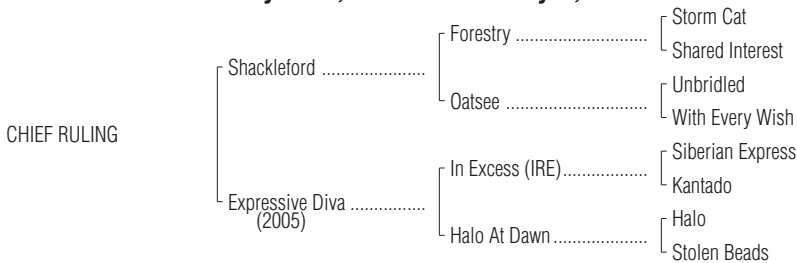 Storm Cat
Forestry ..............................
Shared Interest
Shackleford ......................
Unbridled
Oatsee ................................
With Every Wish
CHIEF RULING
Siberian Express
In Excess (IRE)..................
Kantado
Expressive Diva ................
(2005)
Halo
Halo At Dawn ....................
Stolen Beads